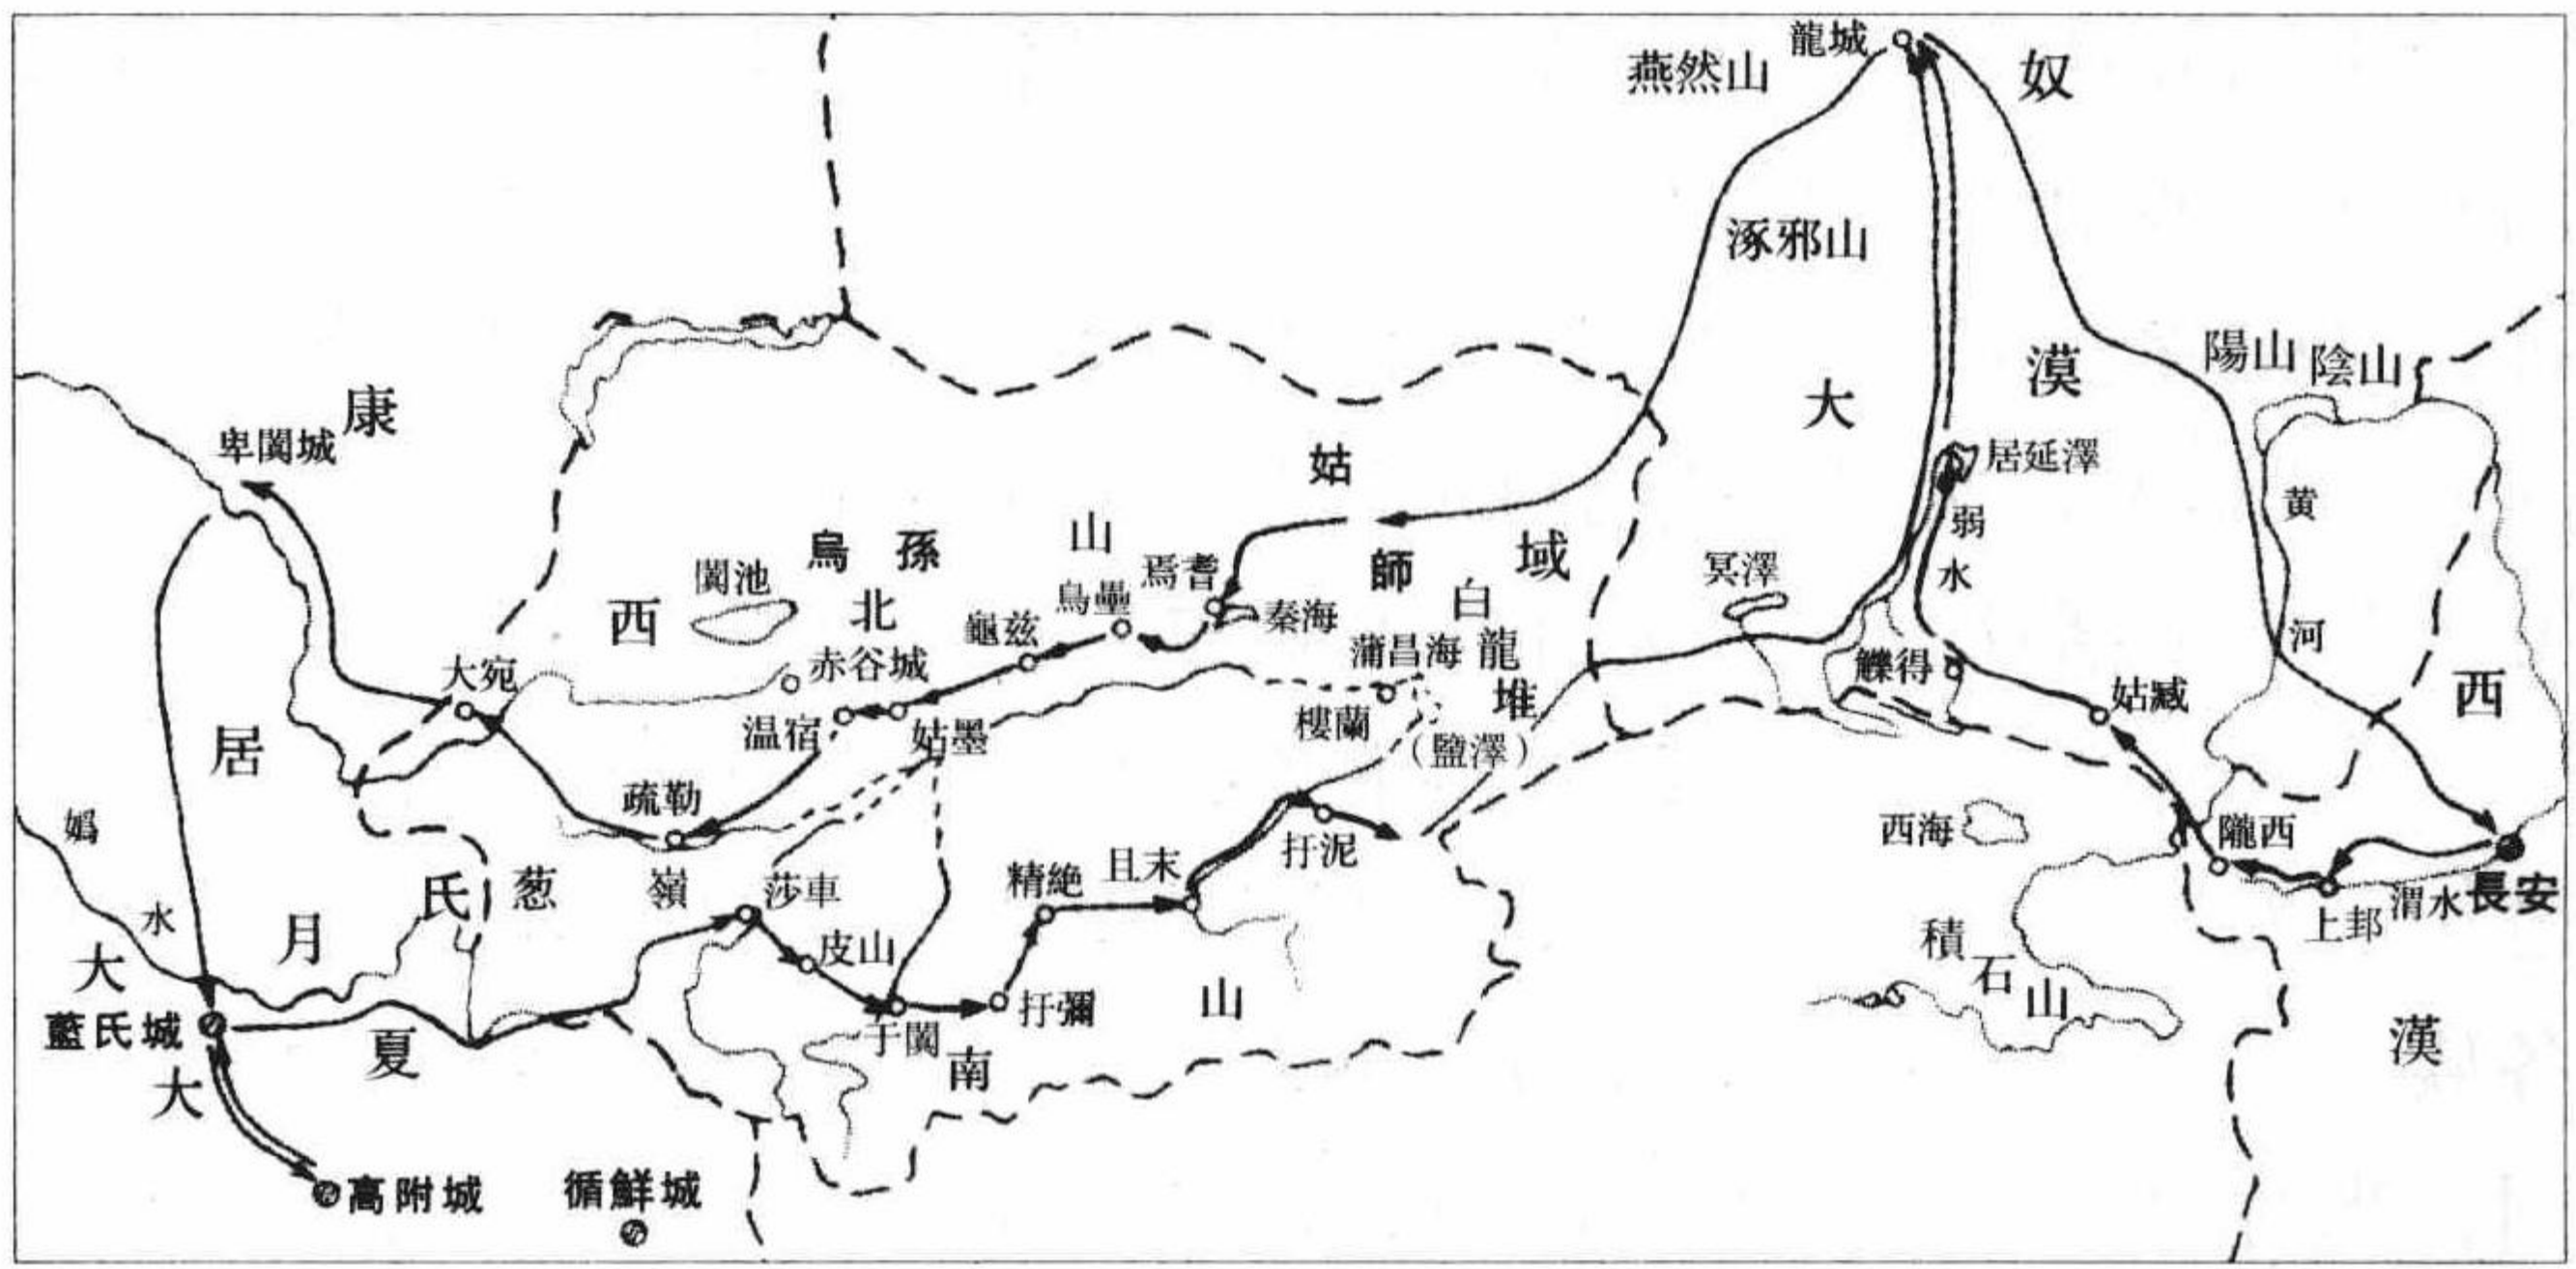 龍城
燕然山
奴
涿邪山
大
漠
陽山
陰山
康
卑闐城
姑
居延澤
黄
弱
水
山
烏 孫
域
師
焉耆
冥澤
闐池
烏壘
北
白
西
龜兹
秦海
河
蒲昌海
龍
大宛
赤谷城
觻得
堆
姑臧
西
温宿
姑墨
樓蘭
(鹽澤)
居
疏勒
嬀
西海
隴西
扜泥
且末
精絶
氏
葱
嶺
莎車
渭水
長安
上邽
水
月
皮山
積
石
山
大
山
扜彌
藍氏城
于闐
夏
南
漢
大
高附城
循鮮城